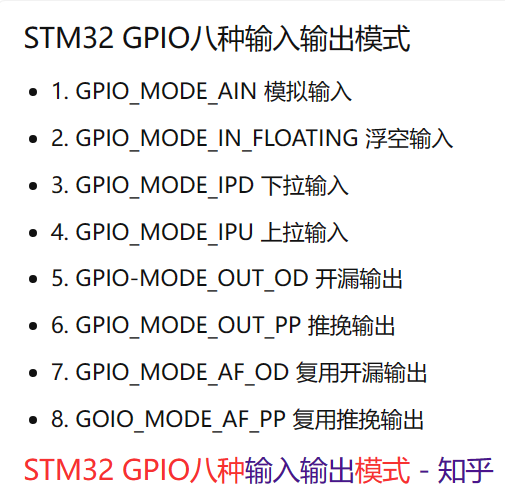 STM32 GPIO八种输入输出模式
• 1. GPIO_MODE_AIN 模拟输入
• 2. GPIO_MODE_IN_FLOATING 浮空输入
• 3. GPIO_MODE_IPD 下拉输入
• 4. GPIO_MODE_IPU 上拉输入
• 5. GPIO-MODE_OUT_OD 开漏输出
• 6. GPIO_MODE_OUT_PP 推挽输出
• 7. GPIO_MODE_AF_OD 复用开漏输出
• 8. GOIO_MODE_AF_PP 复用推挽输出
STM32 GPIO八种输入输出模式 - 知乎